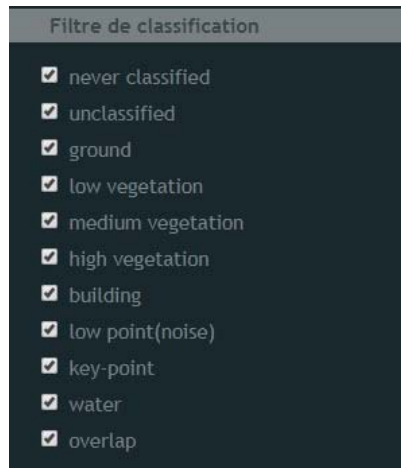 Filtre de classification
never classified
unclassified
ground
low vegetation
medium vegetation
high vegetation
building
low point(noise)
key-point
water
overlap